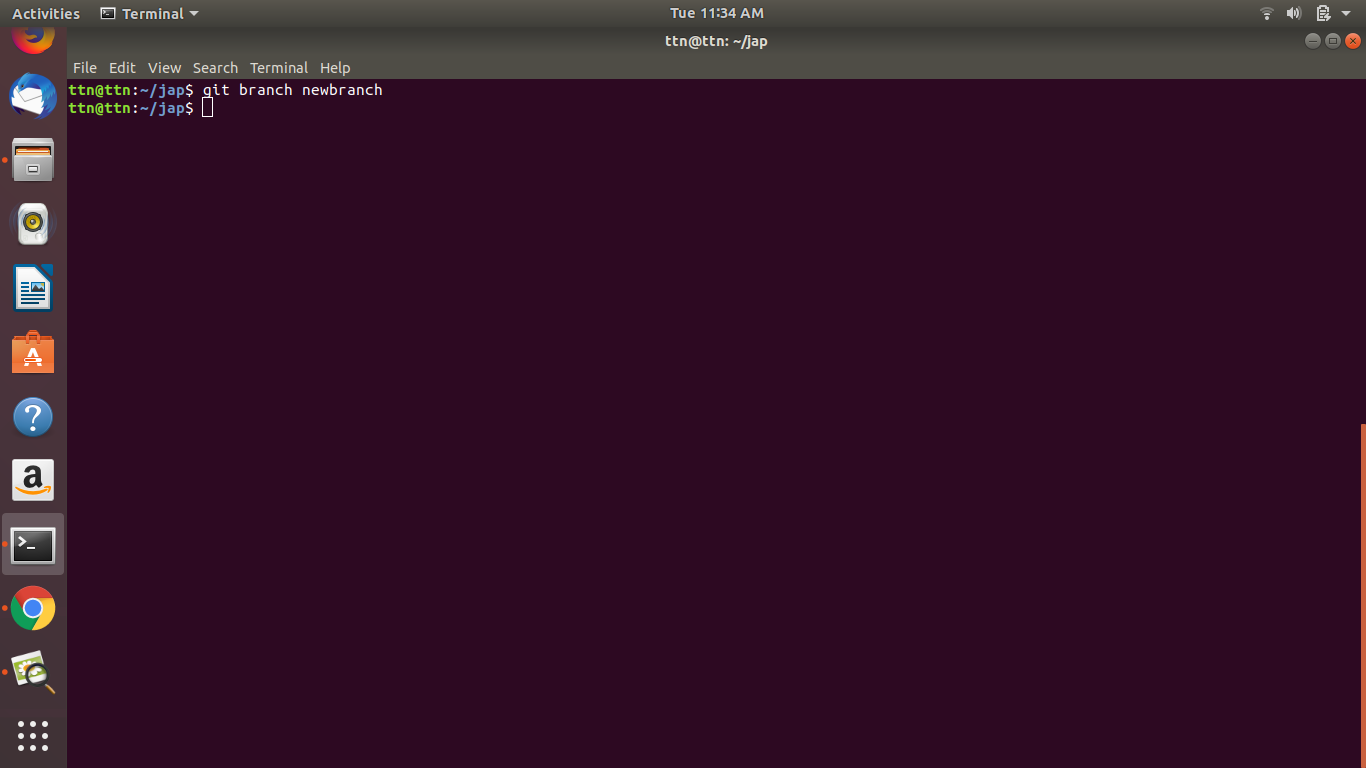 Activities Terminal Tue 11:34 AM
ttn@ttn: ~/jap
File Edit View Search Terminal Help
ttn@ttn:~/jap$ git branch newbranch
ttn@ttn:~/jap$
A
?
a
>_